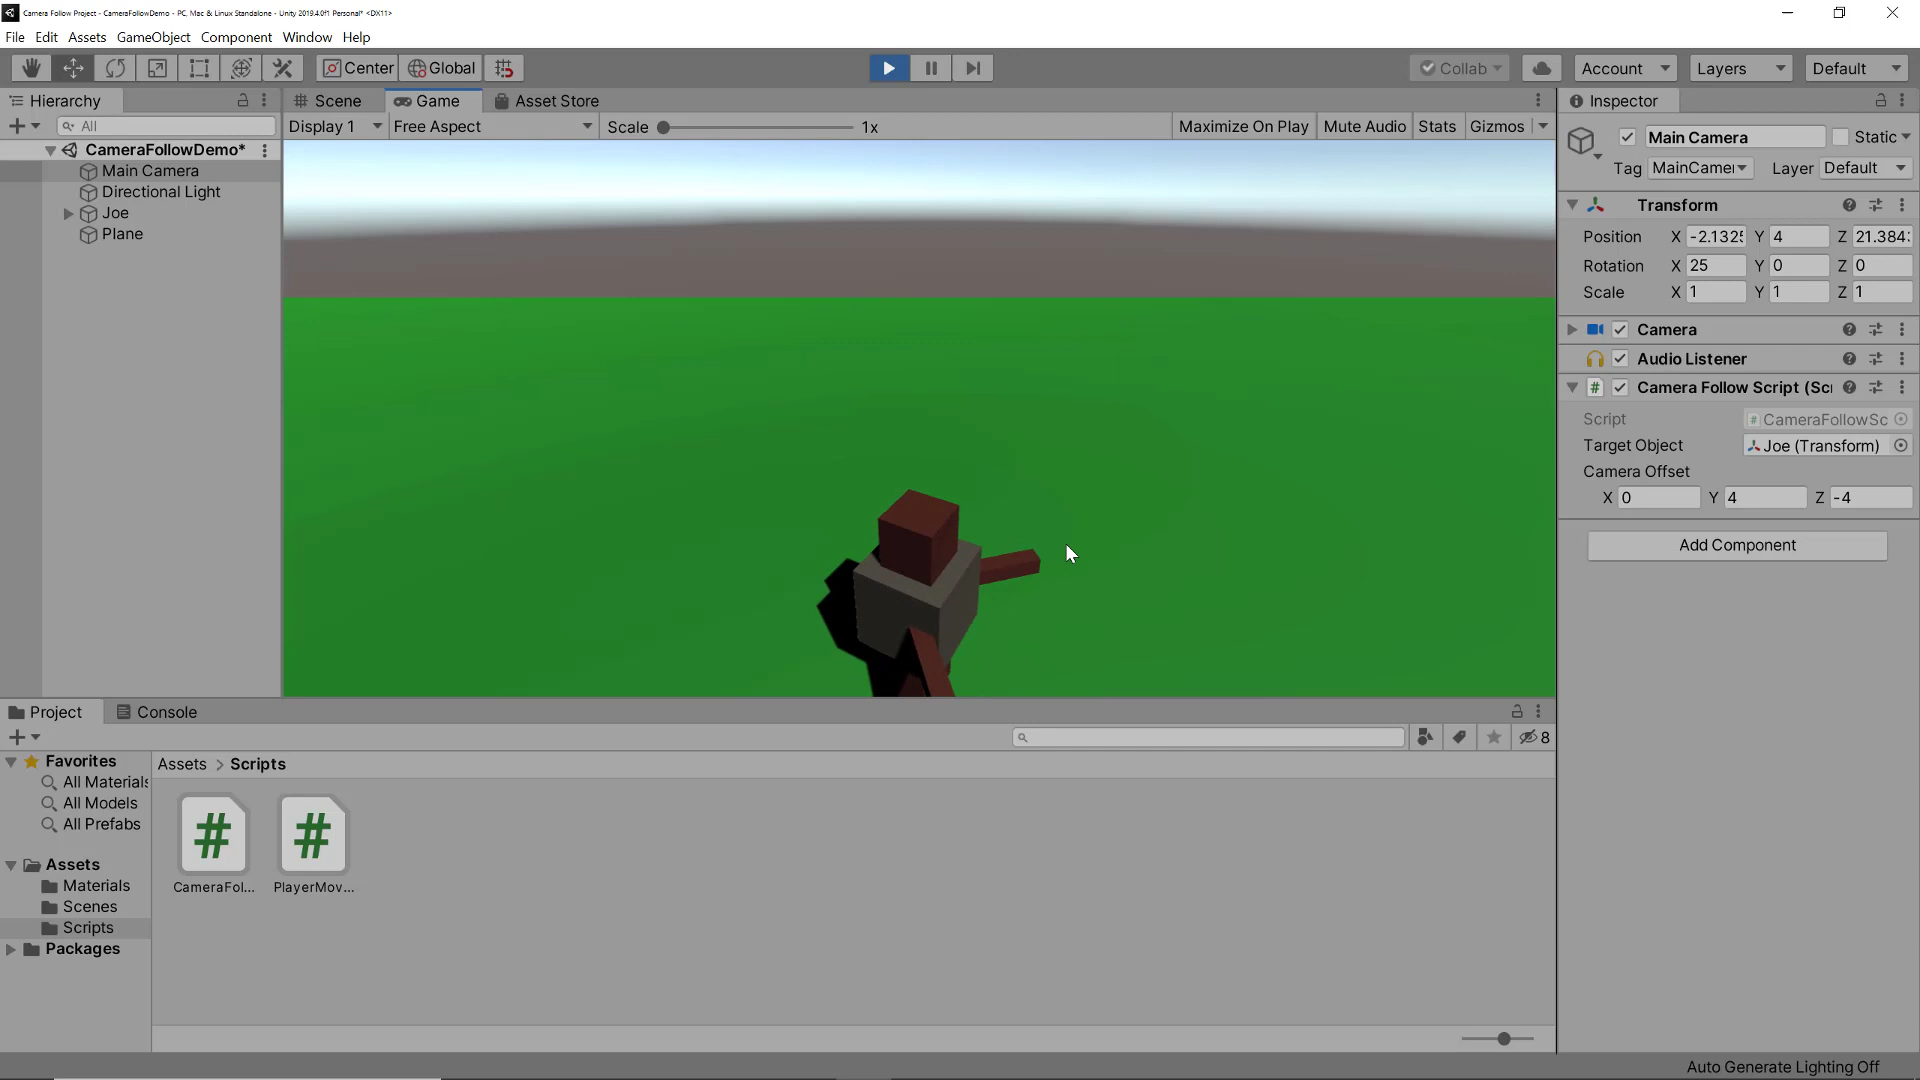 Camera Follow Project - CameraFollowDemo - PC, Mac & Linux Standalone - Unity 2019.4.0f1 Personal* <DX11>
File Edit Assets GameObject Component Window Help
Center Global Collab Account Layers Default
Hierarchy Scene Game Asset Store Inspector
All Display 1 Free Aspect Scale 1x Maximize On Play Mute Audio Stats Gizmos
Main Camera Static
CameraFollowDemo*
Main Camera
Tag MainCamer Layer Default
Directional Light
Joe
Plane
Transform
Position X -2.132 Y 4 Z 21.384
Rotation X 25 Y 0 Z 0
Scale X 1 Y 1 Z 1
Camera
Audio Listener
# Camera Follow Script (Sc
Script # CameraFollowSc
Target Object Joe (Transform)
Camera Offset
X 0 Y 4 Z -4
Add Component
Project Console
8
Favorites
All Materials
All Models
All Prefabs
Assets
Materials
Scenes
Scripts
Packages
Assets > Scripts
# #
CameraFol... PlayerMov...
Auto Generate Lighting Off